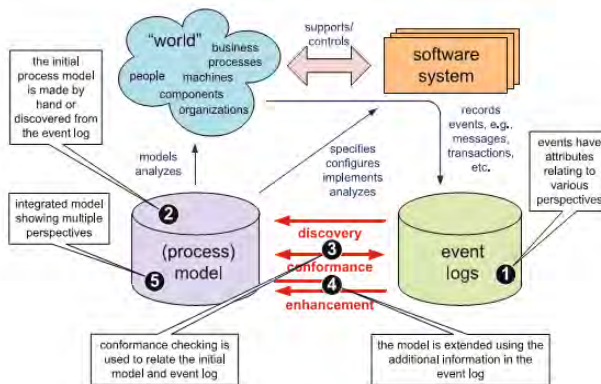 "world"
business
processes
people
machines
components
organizations
supports/
controls
software
system
the initial
process model
is made by
hand or
discovered from
the event log
models
analyzes
specifies
configures
implements
analyzes
records
events, e.g.,
messages,
transactions,
etc.
events have
attributes
relating to
various
perspectives
integrated model
showing multiple
perspectives
2
(process)
model
5
discovery
3
conformance
4
enhancement
event
logs
1
conformance checking is
used to relate the initial
model and event log
the model is extended using the
additional information in the
event log